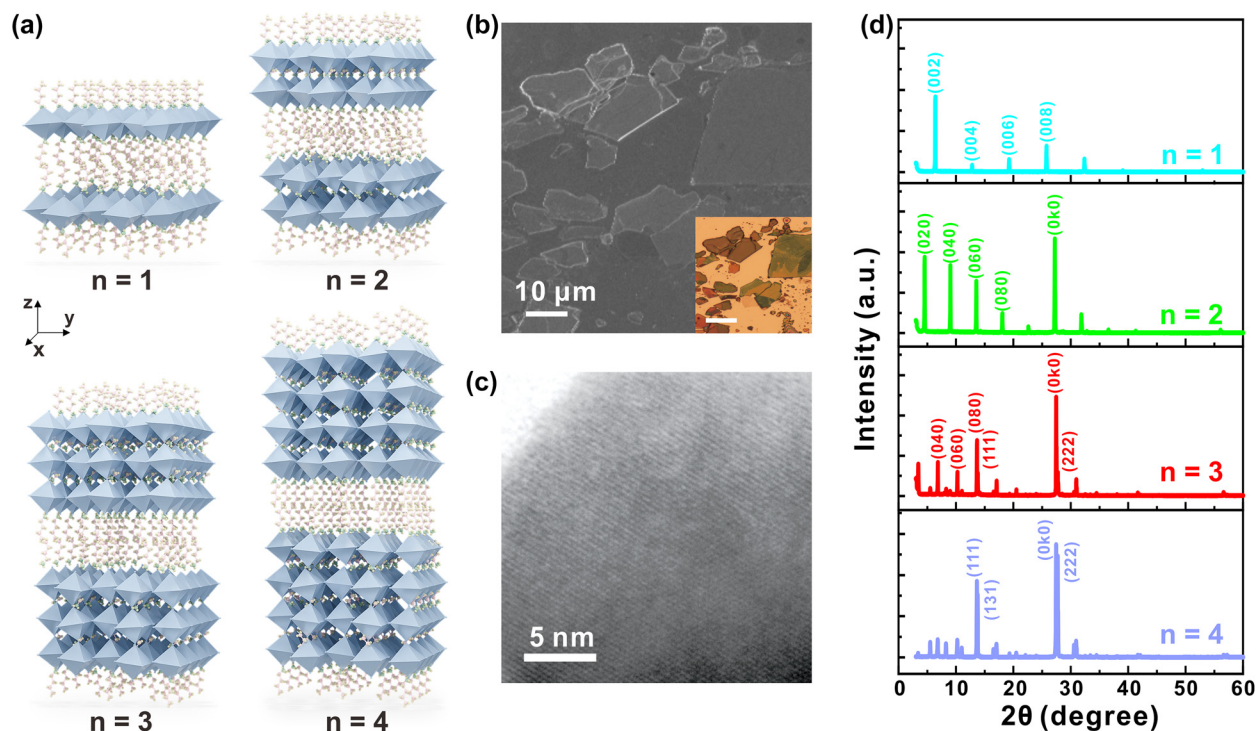 (a)
n = 1
n = 2
z
y
x
n = 3
n = 4
(b)
10 µm
(c)
5 nm
(d)
Intensity (a.u.)
(002)
(004)
(006)
(008)
n = 1
(020)
(040)
(060)
(080)
(0k0)
n = 2
(040)
(060)
(080)
(111)
(0k0)
(222)
n = 3
(111)
(131)
(0k0)
(222)
n = 4
0 10 20 30 40 50 60
2θ (degree)